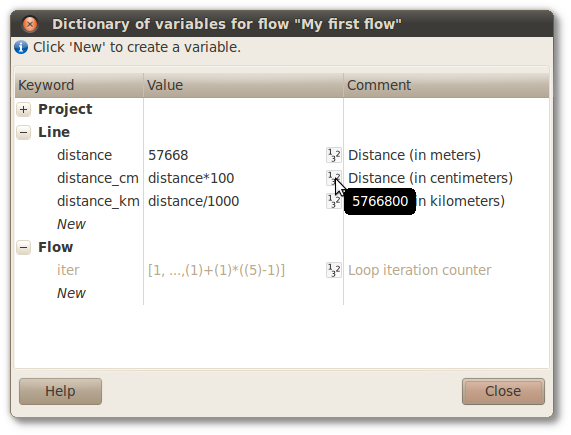 Dictionary of variables for flow "My first flow"
Click 'New' to create a variable.
Keyword Value Comment
Project
Line
distance 57668 Distance (in meters)
distance_cm distance*100 Distance (in centimeters)
distance_km distance/1000 5766800 in kilometers)
New
Flow
iter [1, ...,(1)+(1)*((5)-1)] Loop iteration counter
New
Help Close